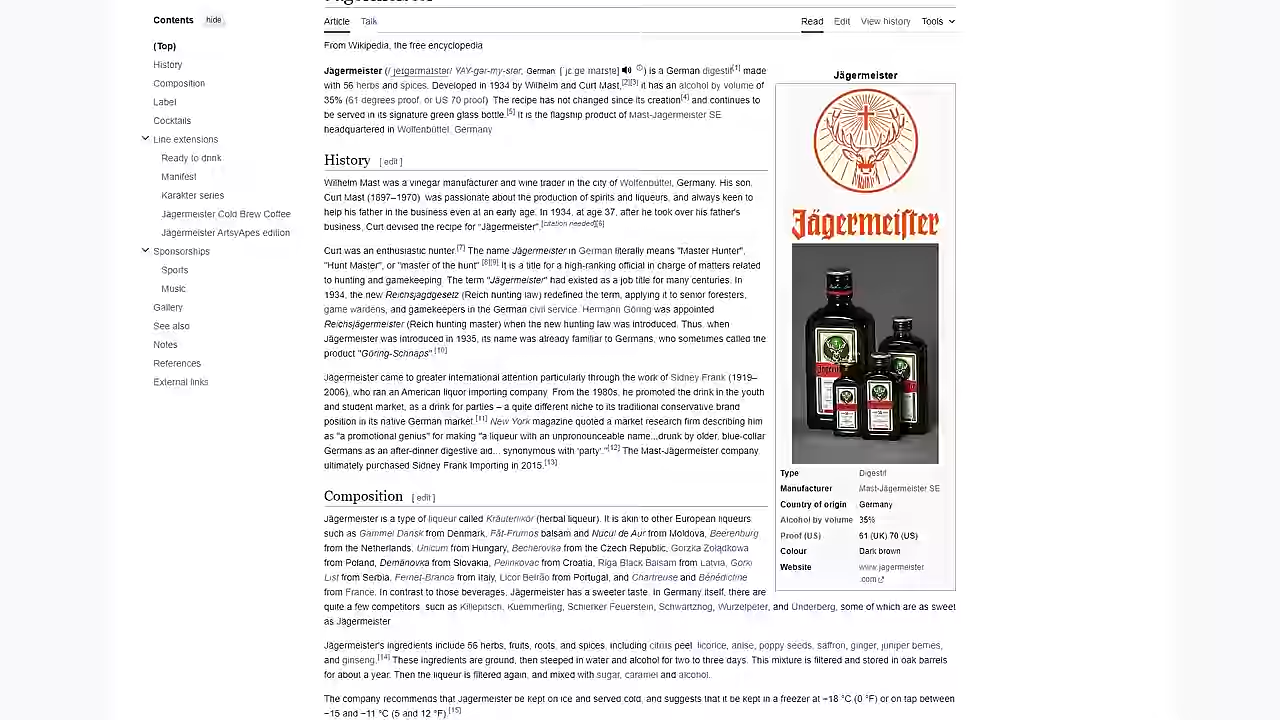 Contents hide
(Top)
History
Composition
Label
Cocktails
Line extensions
Ready to drink
Manifest
Karakter series
Jägermeister Cold Brew Coffee
Jägermeister ArtsyApes edition
Sponsorships
Sports
Music
Gallery
See also
Notes
References
External links
Article Talk
Read Edit View history Tools
From Wikipedia, the free encyclopedia
Jägermeister YAY-gər-my-stər, German ) is a German digestif[1] made
with 56 herbs and spices. Developed in 1934 by Wilhelm and Curt Mast,[2][3] it has an alcohol by volume of
35% (61 degrees proof, or US 70 proof). The recipe has not changed since its creation[4] and continues to
be served in its signature green glass bottle.[5] It is the flagship product of Mast-Jägermeister SE
headquartered in Wolfenbüttel, Germany
History [ edit ]
Wilhelm Mast was a vinegar manufacturer and wine trader in the city of Wolfenbüttel, Germany. His son,
Curt Mast (1897–1970) was passionate about the production of spirits and liqueurs, and always keen to
help his father in the business even at an early age. In 1934, at age 37, after he took over his father's
business, Curt devised the recipe for "Jägermeister".[citation needed][6]
Curt was an enthusiastic hunter.[7] The name Jägermeister in German literally means "Master Hunter",
"Hunt Master", or "master of the hunt".[8][9] It is a title for a high-ranking official in charge of matters related
to hunting and gamekeeping. The term "Jägermeister" had existed as a job title for many centuries. In
1934, the new Reichsjagdgesetz (Reich hunting law) redefined the term, applying it to senior foresters,
game wardens, and gamekeepers in the German civil service. Hermann Göring was appointed
Reichsjägermeister (Reich hunting master) when the new hunting law was introduced. Thus, when
Jägermeister was introduced in 1935, its name was already familiar to Germans, who sometimes called the
product "Göring-Schnaps".[10]
Jägermeister came to greater international attention particularly through the work of Sidney Frank (1919–
2006), who ran an American liquor importing company. From the 1980s, he promoted the drink in the youth
and student market, as a drink for parties – a quite different niche to its traditional conservative brand
position in its native German market.[11] New York magazine quoted a market research firm describing him
as "a promotional genius" for making "a liqueur with an unpronounceable name...drunk by older, blue-collar
Germans as an after-dinner digestive aid... synonymous with 'party'."[12] The Mast-Jägermeister company
ultimately purchased Sidney Frank Importing in 2015.[13]
Composition [ edit ]
Jägermeister is a type of liqueur called Kräuterlikör (herbal liqueur). It is akin to other European liqueurs
such as Gammel Dansk from Denmark, Făt-Frumos balsam and Nucul de Aur from Moldova, Beerenburg
from the Netherlands, Unicum from Hungary, Becherovka from the Czech Republic, Gorzka Żołądkowa
from Poland, Demänovka from Slovakia, Pelinkovac from Croatia, Riga Black Balsam from Latvia, Gorki
List from Serbia, Fernet-Branca from Italy, Licor Beirão from Portugal, and Chartreuse and Bénédictine
from France. In contrast to those beverages, Jägermeister has a sweeter taste. In Germany itself, there are
quite a few competitors, such as Killepitsch, Kuemmerling, Schierker Feuerstein, Schwartzhog, Wurzelpeter, and Underberg, some of which are as sweet
as Jägermeister
Jägermeister's ingredients include 56 herbs, fruits, roots, and spices, including citrus peel, licorice, anise, poppy seeds, saffron, ginger, juniper berries,
and ginseng.[14] These ingredients are ground, then steeped in water and alcohol for two to three days. This mixture is filtered and stored in oak barrels
for about a year. Then the liqueur is filtered again, and mixed with sugar, caramel and alcohol.
The company recommends that Jägermeister be kept on ice and served cold, and suggests that it be kept in a freezer at −18 °C (0 °F) or on tap between
−15 and −11 °C (5 and 12 °F).[15]
Jägermeister
Jägermeister
Type Digestif
Manufacturer Mast-Jägermeister SE
Country of origin Germany
Alcohol by volume 35%
Proof (US) 61 (UK) 70 (US)
Colour Dark brown
Website www.jagermeister
.com